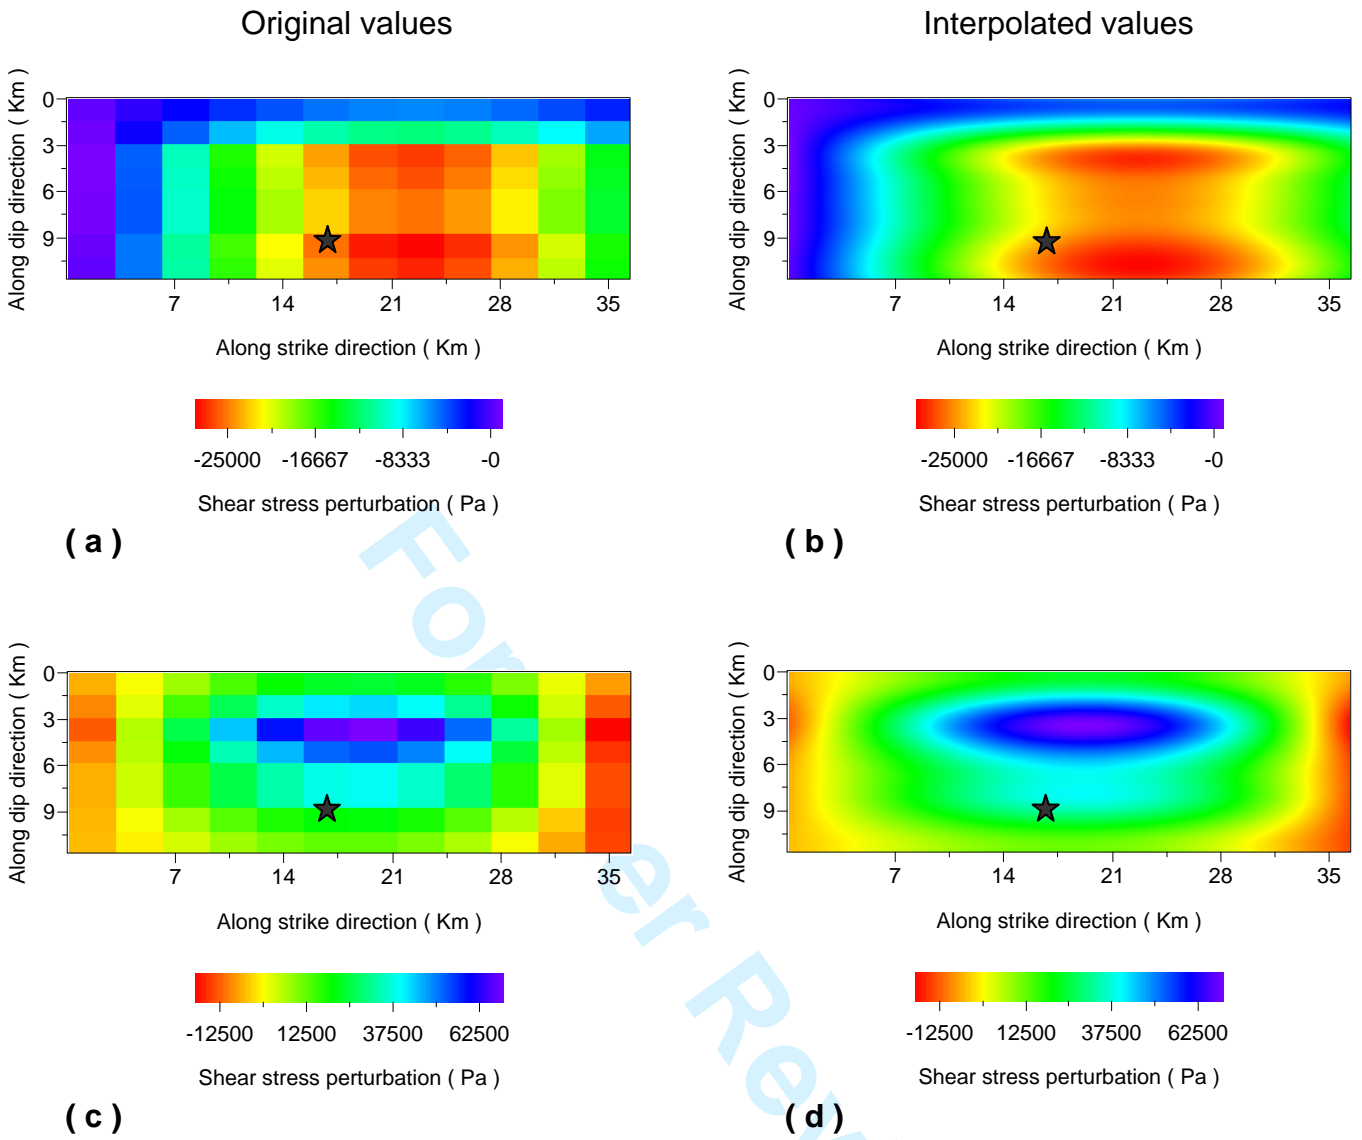 Original values
Interpolated values
Along dip direction ( Km )
0
3
6
9
7 14 21 28 35
Along strike direction ( Km )
-25000 -16667 -8333 -0
Shear stress perturbation ( Pa )
( a )
Along dip direction ( Km )
0
3
6
9
7 14 21 28 35
Along strike direction ( Km )
-25000 -16667 -8333 -0
Shear stress perturbation ( Pa )
( b )
Along dip direction ( Km )
0
3
6
9
7 14 21 28 35
Along strike direction ( Km )
-12500 12500 37500 62500
Shear stress perturbation ( Pa )
( c )
Along dip direction ( Km )
0
3
6
9
7 14 21 28 35
Along strike direction ( Km )
-12500 12500 37500 62500
Shear stress perturbation ( Pa )
( d )
For